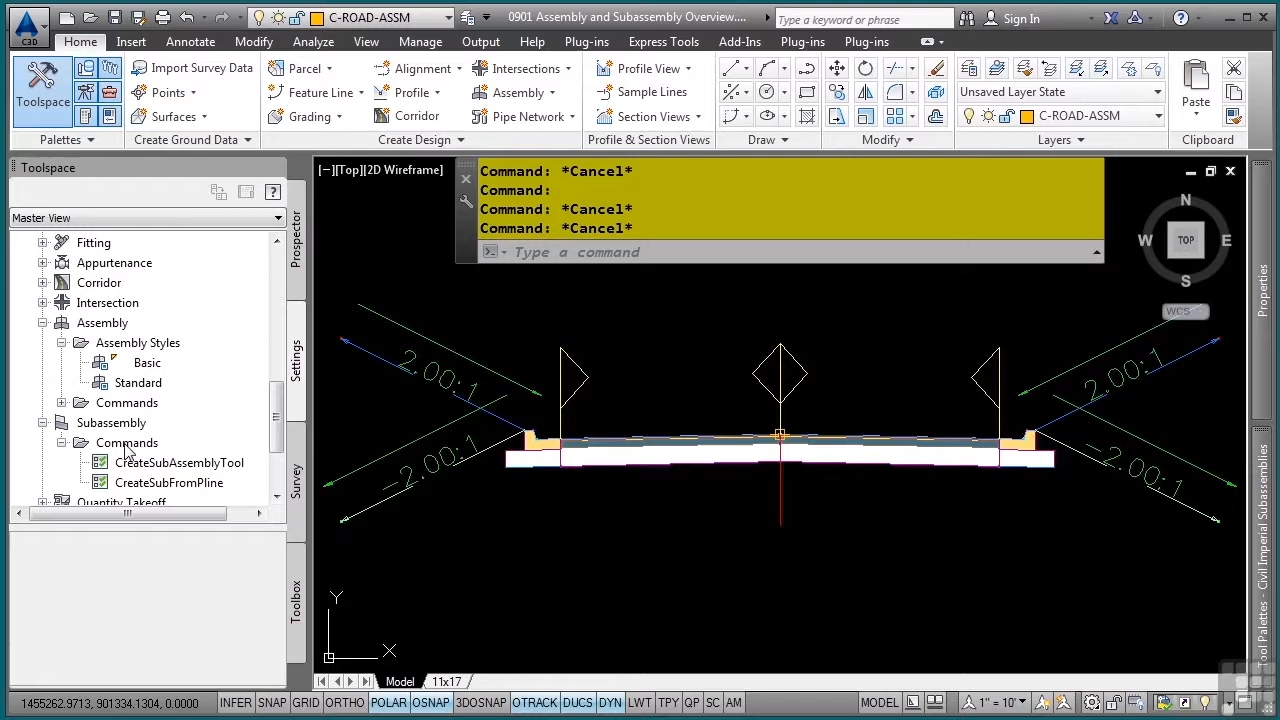 C-ROAD-ASSM
0901 Assembly and Subassembly Overview....
Type a keyword or phrase
Sign In
C3D
Home
Insert
Annotate
Modify
Analyze
View
Manage
Output
Help
Plug-ins
Express Tools
Add-Ins
Plug-ins
Plug-ins
Toolspace
Import Survey Data
Points
Surfaces
Parcel
Feature Line
Grading
Alignment
Profile
Corridor
Intersections
Assembly
Pipe Network
Profile View
Sample Lines
Section Views
Unsaved Layer State
C-ROAD-ASSM
Paste
Palettes
Create Ground Data
Create Design
Profile & Section Views
Draw
Modify
Layers
Clipboard
Toolspace
Master View
Fitting
Appurtenance
Corridor
Intersection
Assembly
Assembly Styles
Basic
Standard
Commands
Subassembly
Commands
CreateSubAssemblyTool
CreateSubFromPline
Quantity Takeoff
Prospector
Settings
Survey
Toolbox
[−][Top][2D Wireframe]
Command: *Cancel*
Command:
Command: *Cancel*
Command: *Cancel*
Type a command
N
W
TOP
E
S
WCS
2.00:1
2.00:1
-2.00:1
-2.00:1
Y
X
Properties
Tool Palettes - Civil Imperial Subassemblies
Model
11x17
1455262.9713, 901334.1304, 0.0000
INFER
SNAP
GRID
ORTHO
POLAR
OSNAP
3DOSNAP
OTRACK
DUCS
DYN
LWT
TPY
QP
SC
AM
MODEL
1" = 10'